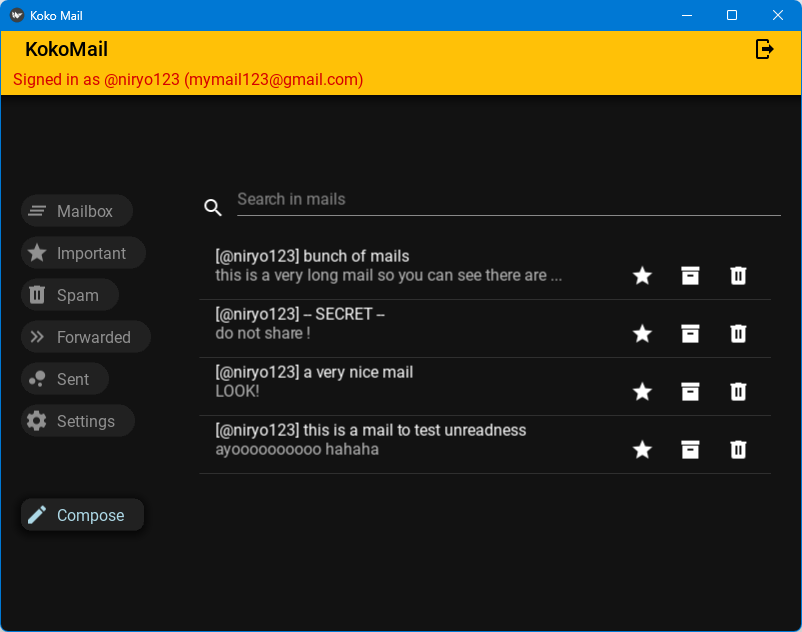 Koko Mail
KokoMail
Signed in as @niryo123 (mymail123@gmail.com)
Search in mails
Mailbox
Important
Spam
Forwarded
Sent
Settings
Compose
[@niryo123] bunch of mails
this is a very long mail so you can see there are ...
[@niryo123] -- SECRET --
do not share !
[@niryo123] a very nice mail
LOOK!
[@niryo123] this is a mail to test unreadness
ayoooooooooo hahaha